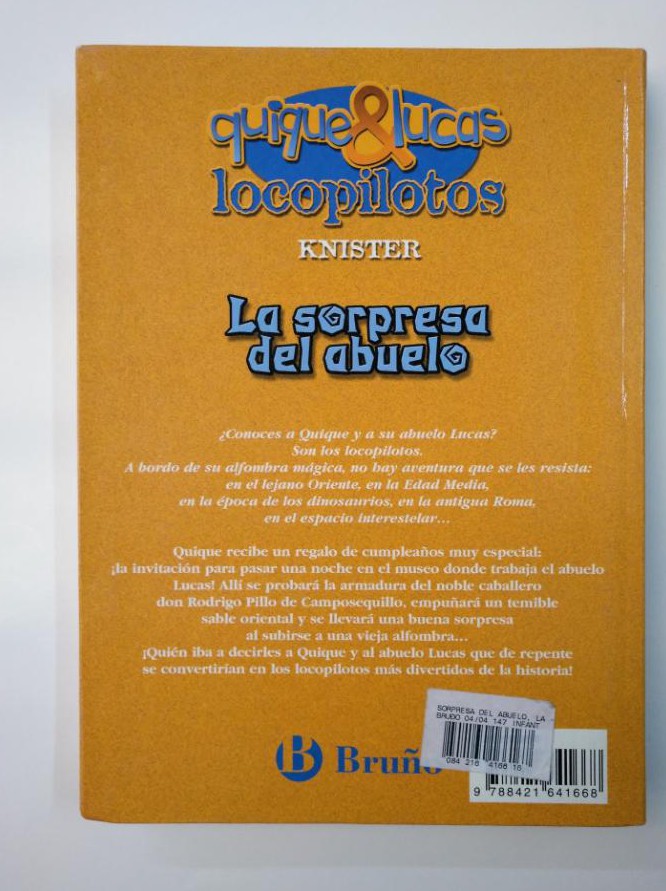 quique&lucas
locopilotos
KNISTER
La sorpresa
del abuelo
¿Conoces a Quique y a su abuelo Lucas?
Son los locopilotos.
A bordo de su alfombra mágica, no hay aventura que se les resista:
en el lejano Oriente, en la Edad Media,
en la época de los dinosaurios, en la antigua Roma,
en el espacio interestelar...
Quique recibe un regalo de cumpleaños muy especial:
¡la invitación para pasar una noche en el museo donde trabaja el abuelo
Lucas! Allí se probará la armadura del noble caballero
don Rodrigo Pillo de Camposequillo, empuñará un temible
sable oriental y se llevará una buena sorpresa
al subirse a una vieja alfombra...
¡Quién iba a decirles a Quique y al abuelo Lucas que de repente
se convertirían en los locopilotos más divertidos de la historia!
SORPRESA DEL ABUELO, LA
04/04 147 INFANT
084 216 4166 16
B Bruño
9 788421 641668